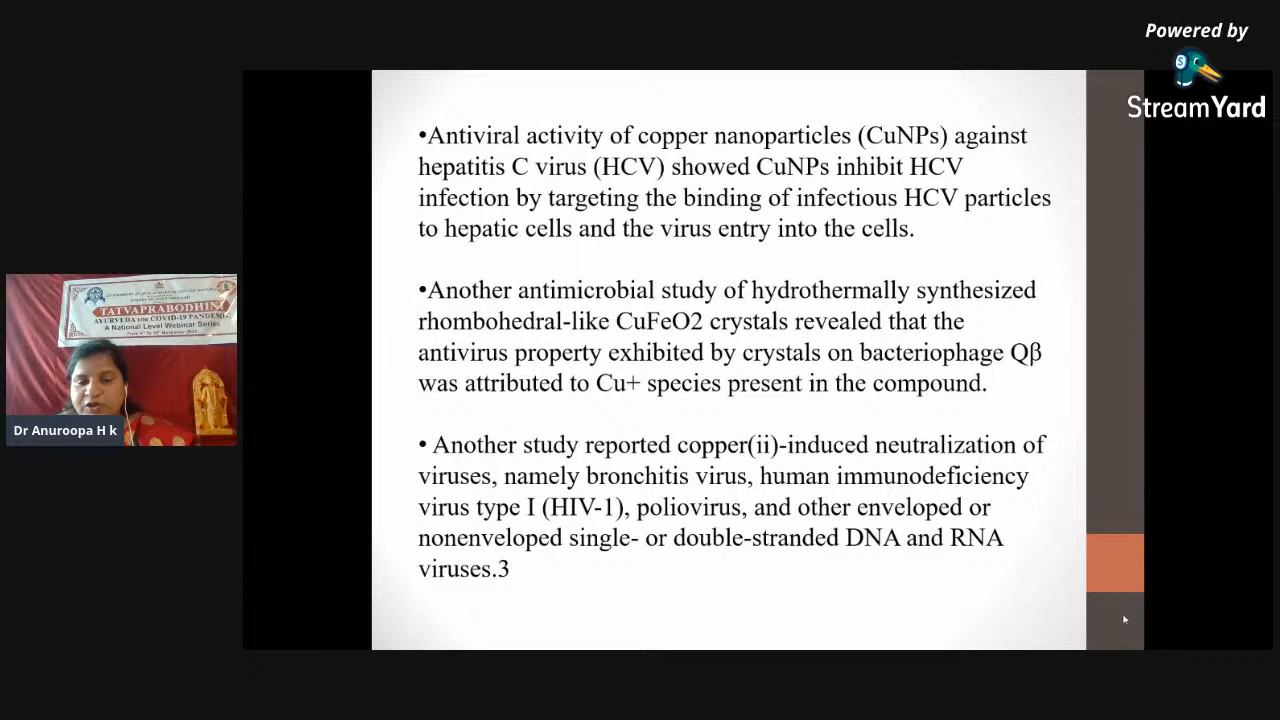 Powered by
StreamYard
•Antiviral activity of copper nanoparticles (CuNPs) against
hepatitis C virus (HCV) showed CuNPs inhibit HCV
infection by targeting the binding of infectious HCV particles
to hepatic cells and the virus entry into the cells.
•Another antimicrobial study of hydrothermally synthesized
rhombohedral-like CuFeO2 crystals revealed that the
antivirus property exhibited by crystals on bacteriophage Qβ
was attributed to Cu+ species present in the compound.
• Another study reported copper(ii)-induced neutralization of
viruses, namely bronchitis virus, human immunodeficiency
virus type I (HIV-1), poliovirus, and other enveloped or
nonenveloped single- or double-stranded DNA and RNA
viruses.3
TATVAPRABODHINI
AYURVEDA FOR COVID-19 PANDEMIC
A National Level Webinar Series
Dr Anuroopa H k